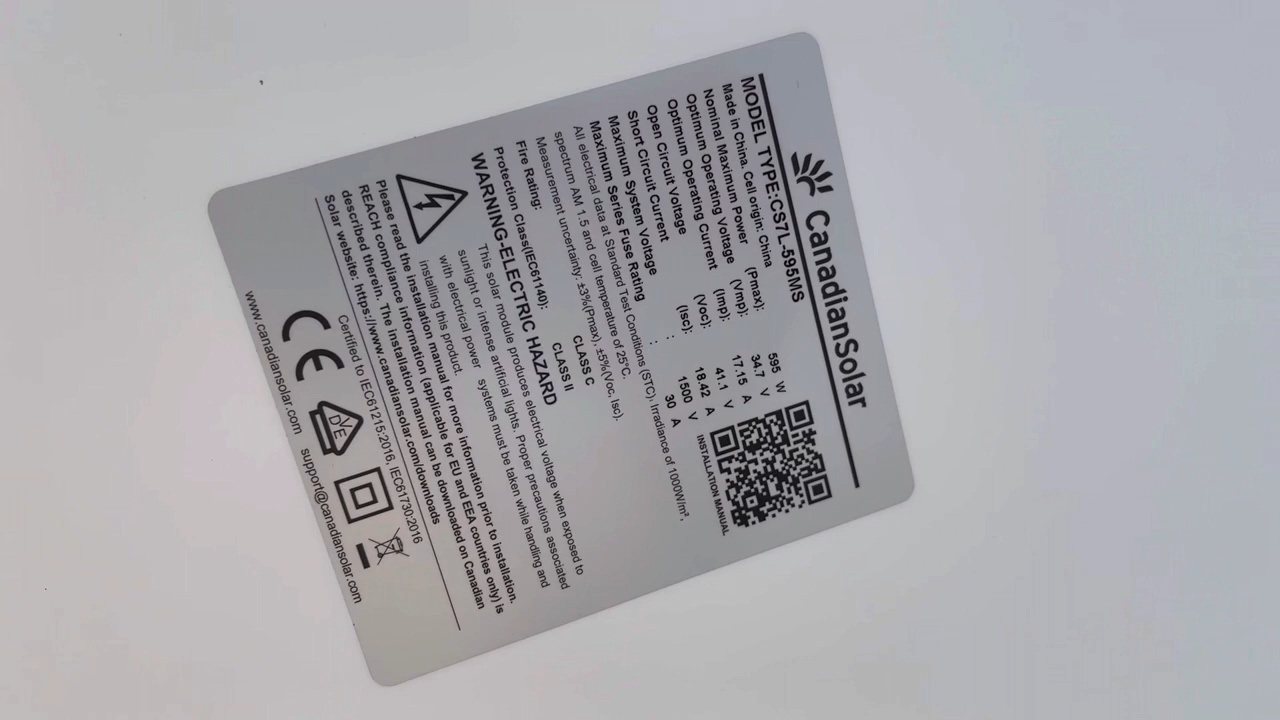 CanadianSolar
MODEL TYPE:CS7L-595MS
Made in China. Cell origin: China
Nominal Maximum Power (Pmax): 595 W
Optimum Operating Voltage (Vmp): 34.7 V
Optimum Operating Current (Imp): 17.15 A
Open Circuit Voltage (Voc): 41.1 V
Short Circuit Current (Isc): 18.42 A
Maximum System Voltage : 1500 V
Maximum Series Fuse Rating : 30 A
INSTALLATION MANUAL
All electrical data at Standard Test Conditions (STC), Irradiance of 1000W/m²,
spectrum AM 1.5 and cell temperature of 25°C.
Measurement uncertainty: ±3%(Pmax), ±5%(Voc, Isc).
Fire Rating: CLASS C
Protection Class(IEC61140): CLASS II
WARNING-ELECTRIC HAZARD
This solar module produces electrical voltage when exposed to
sunlight or intense artificial lights. Proper precautions associated
with electrical power systems must be taken while handling and
installing this product.
Please read the installation manual for more information prior to installation.
REACH compliance information (applicable for EU and EEA countries only) is
described therein. The installation manual can be downloaded on Canadian
Solar website: https://www.canadiansolar.com/downloads
Certified to IEC61215:2016, IEC61730:2016
CE
DVE
www.canadiansolar.com support@canadiansolar.com